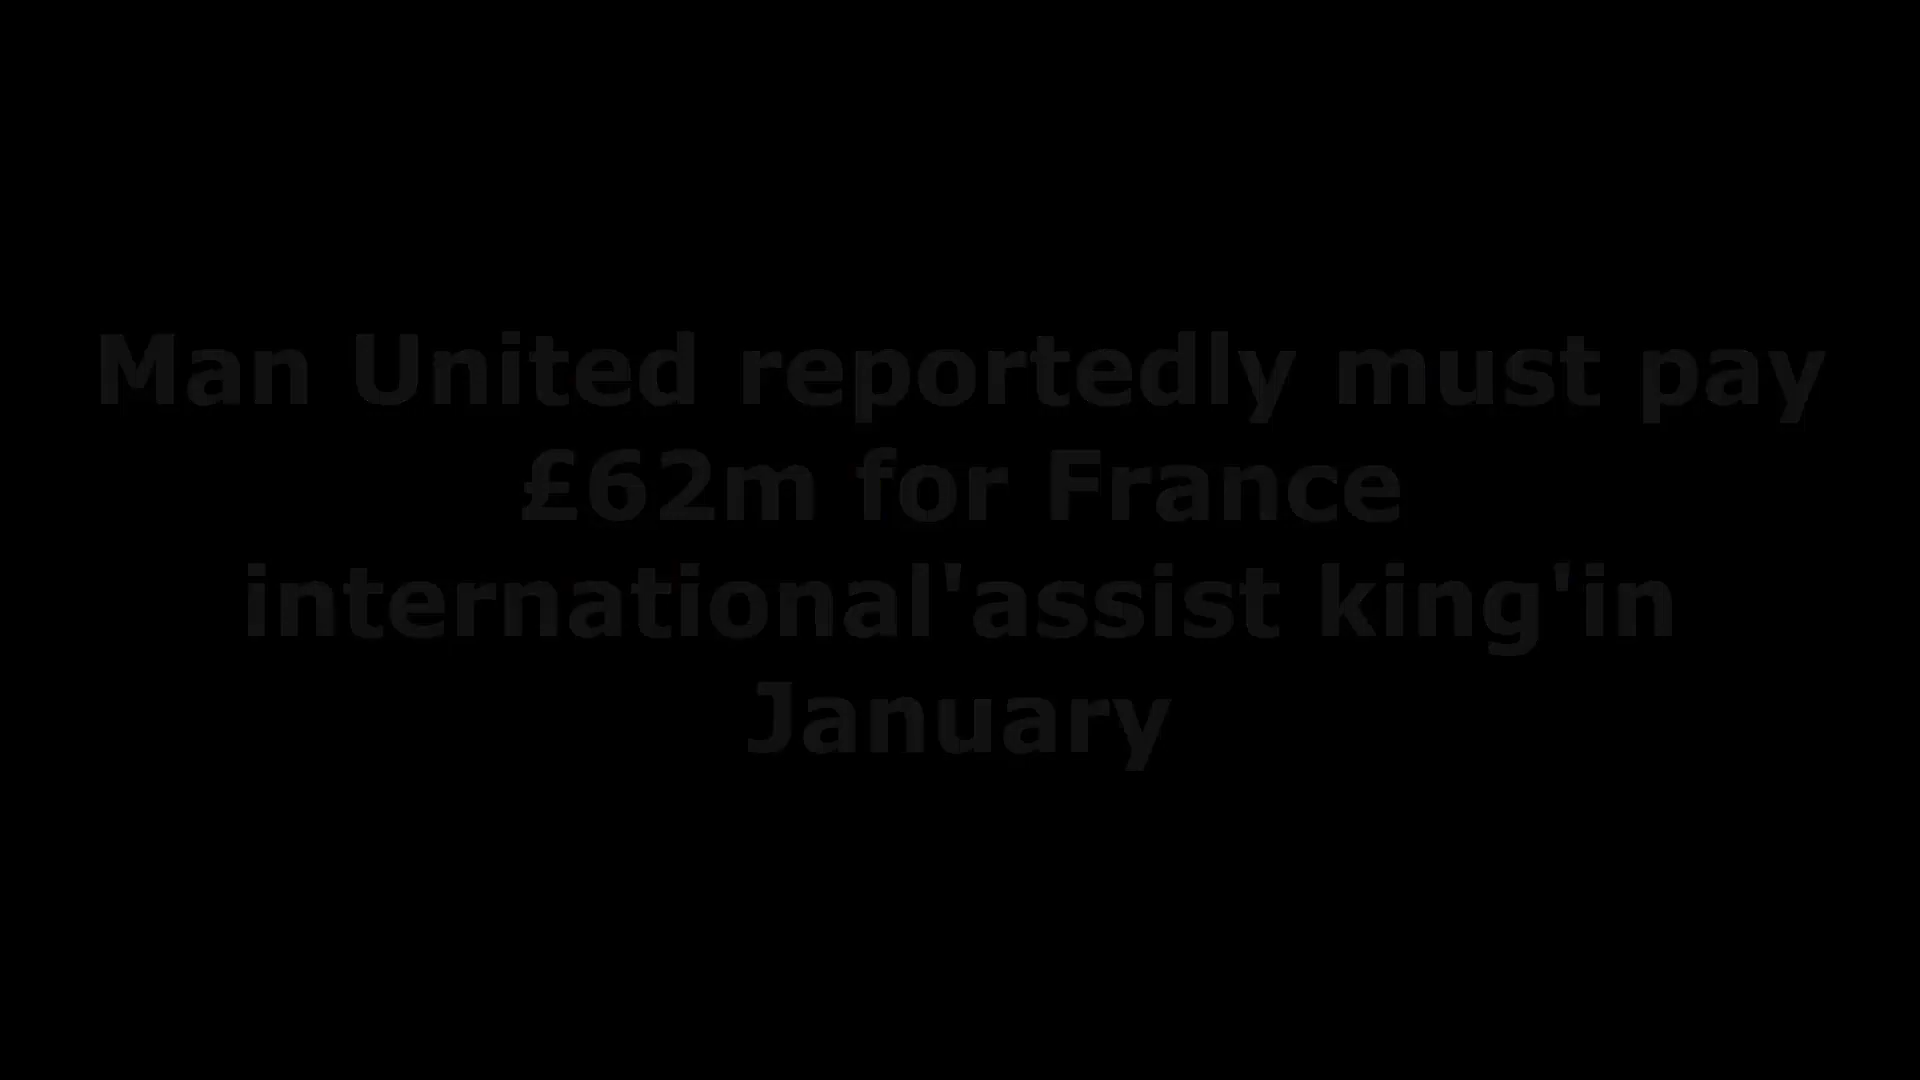 Man United reportedly must pay
£62m for France
international'assist king'in
January